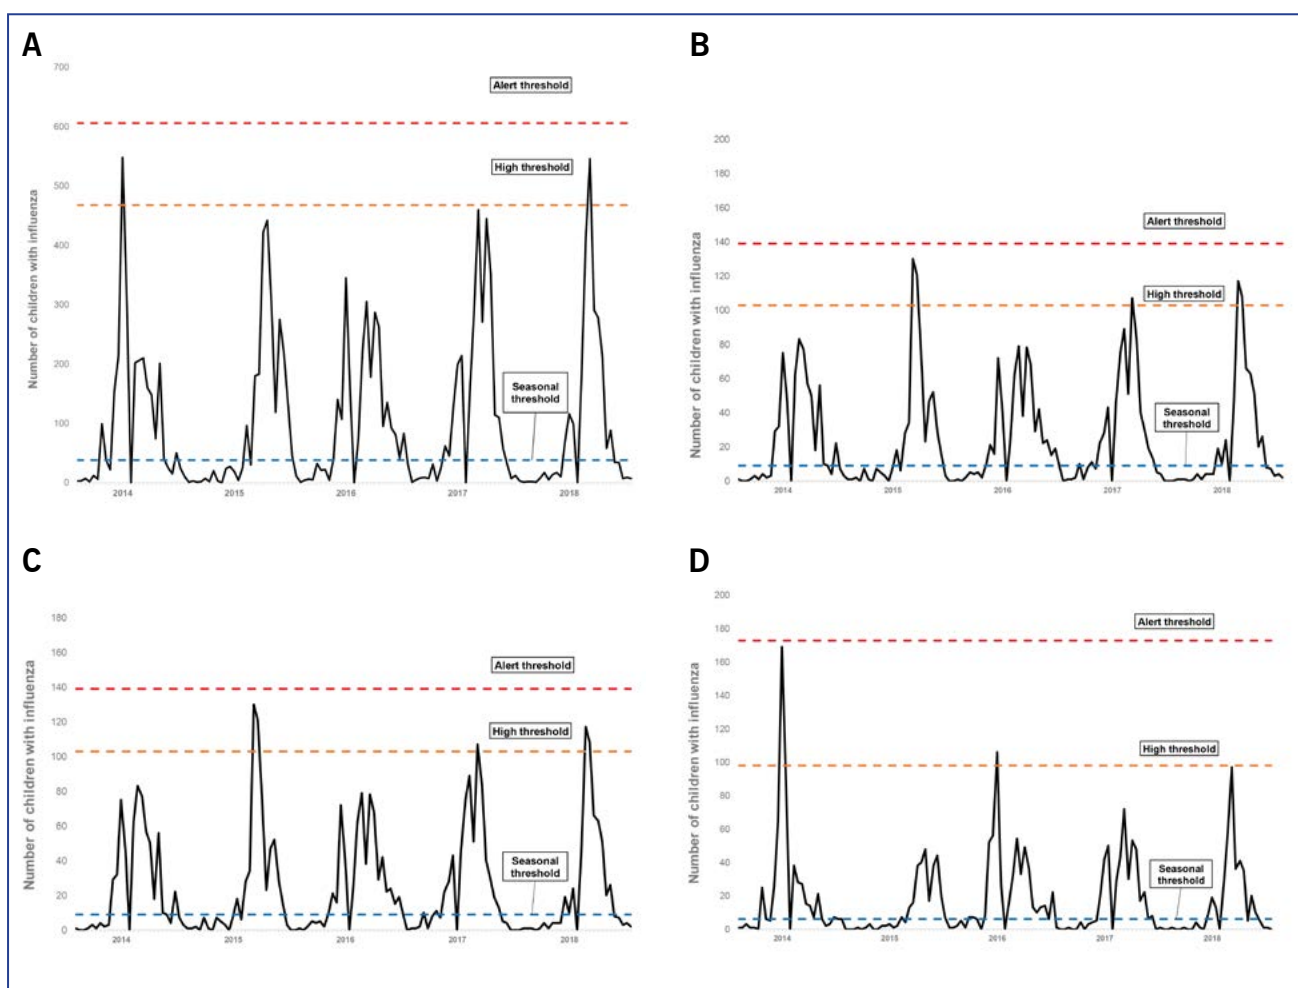 A
700
Alert threshold
600
High threshold
500
400
300
200
Seasonal
threshold
100
0
2014 2015 2016 2017 2018
Number of children with influenza
B
200
180
160
Alert threshold
140
120
High threshold
100
80
60
Seasonal
threshold
40
20
0
2014 2015 2016 2017 2018
Number of children with influenza
C
180
160
Alert threshold
140
120
High threshold
100
80
60
40
Seasonal
threshold
20
0
2014 2015 2016 2017 2018
Number of children with influenza
D
200
180
Alert threshold
160
140
120
High threshold
100
80
60
40
Seasonal
threshold
20
0
2014 2015 2016 2017 2018
Number of children with influenza